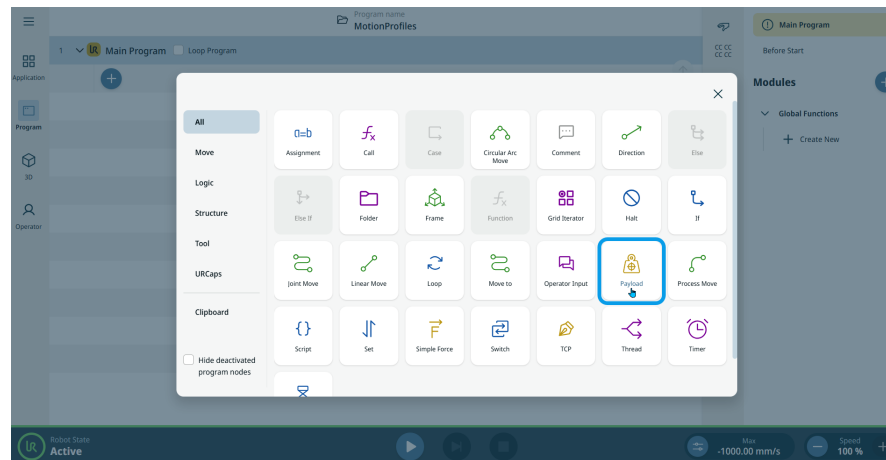 Program name
MotionProfiles
Main Program
1
UR
Main Program
Loop Program
CC CC
CC CC
Before Start
Application
Modules
Program
Global Functions
Create New
3D
Operator
All
Move
Logic
Structure
Tool
URCaps
Clipboard
Hide deactivated
program nodes
a=b
Assignment
fx
Call
Case
Circular Arc
Move
Comment
Direction
Else
Else If
Folder
Frame
fx
Function
Grid Iterator
Halt
If
Joint Move
Linear Move
Loop
Move to
Operator Input
Payload
Process Move
{}
Script
Set
F
Simple Force
Switch
TCP
Thread
Timer
UR
Robot State
Active
Max
-1000.00 mm/s
Speed
100 %